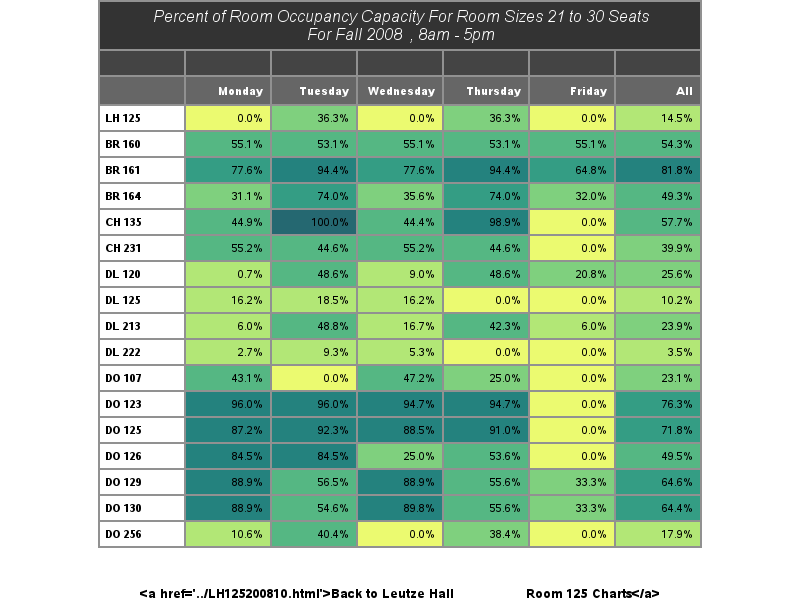 Percent of Room Occupancy Capacity For Room Sizes 21 to 30 Seats
For Fall 2008 , 8am - 5pm
Monday Tuesday Wednesday Thursday Friday All
LH 125 0.0% 36.3% 0.0% 36.3% 0.0% 14.5%
BR 160 55.1% 53.1% 55.1% 53.1% 55.1% 54.3%
BR 161 77.6% 94.4% 77.6% 94.4% 64.8% 81.8%
BR 164 31.1% 74.0% 35.6% 74.0% 32.0% 49.3%
CH 135 44.9% 100.0% 44.4% 98.9% 0.0% 57.7%
CH 231 55.2% 44.6% 55.2% 44.6% 0.0% 39.9%
DL 120 0.7% 48.6% 9.0% 48.6% 20.8% 25.6%
DL 125 16.2% 18.5% 16.2% 0.0% 0.0% 10.2%
DL 213 6.0% 48.8% 16.7% 42.3% 6.0% 23.9%
DL 222 2.7% 9.3% 5.3% 0.0% 0.0% 3.5%
DO 107 43.1% 0.0% 47.2% 25.0% 0.0% 23.1%
DO 123 96.0% 96.0% 94.7% 94.7% 0.0% 76.3%
DO 125 87.2% 92.3% 88.5% 91.0% 0.0% 71.8%
DO 126 84.5% 84.5% 25.0% 53.6% 0.0% 49.5%
DO 129 88.9% 56.5% 88.9% 55.6% 33.3% 64.6%
DO 130 88.9% 54.6% 89.8% 55.6% 33.3% 64.4%
DO 256 10.6% 40.4% 0.0% 38.4% 0.0% 17.9%
<a href='../LH125200810.html'>Back to Leutze Hall Room 125 Charts</a>